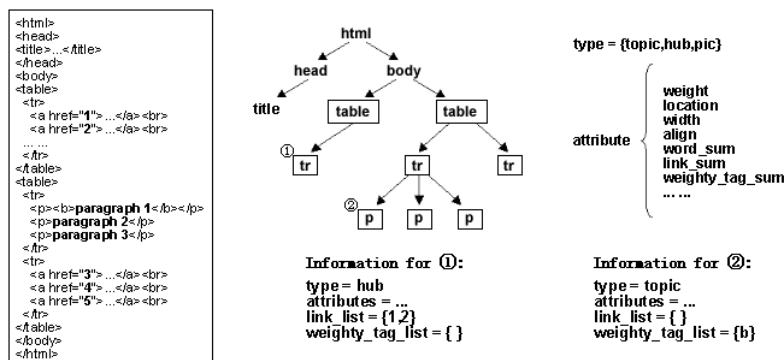 <html>
<head>
<title>...</title>
</head>
<body>
<table>
<tr>
<a href="1">...</a><br>
<a href="2">...</a><br>
... ...
</tr>
</table>
<table>
<tr>
<p><b>paragraph 1</b></p>
<p>paragraph 2</p>
<p>paragraph 3</p>
</tr>
<tr>
<a href="3">...</a><br>
<a href="4">...</a><br>
<a href="5">...</a><br>
</tr>
</table>
</body>
</html>
html
head body
title table table
① tr tr tr
② p p p
type = {topic,hub,pic}
attribute
weight
location
width
align
word_sum
link_sum
weighty_tag_sum
... ...
Information for ①:
type = hub
attributes = ...
link_list = {1,2}
weighty_tag_list = { }
Information for ②:
type = topic
attributes = ...
link_list = { }
weighty_tag_list = {b}